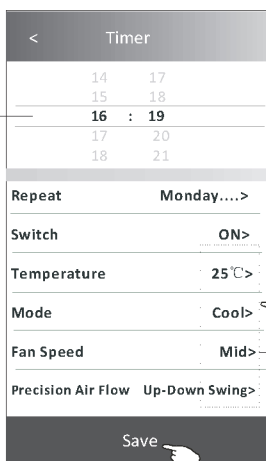 < Timer
14 17
15 18
16 : 19
17 20
18 21
Repeat Monday....>
Switch ON>
Temperature 25℃>
Mode Cool>
Fan Speed Mid>
Precision Air Flow Up-Down Swing>
Save